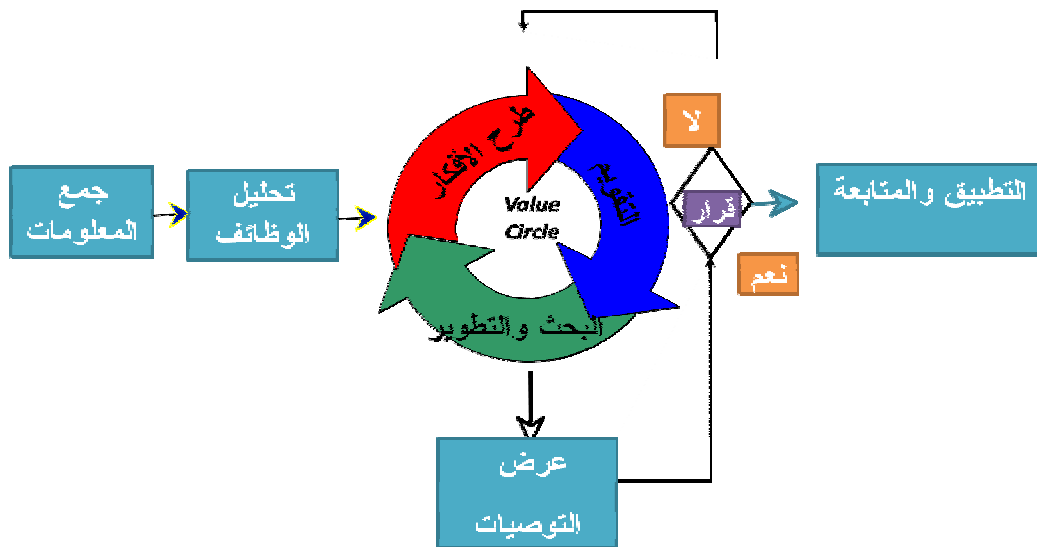 جمع
المعلومات
تحليل
الوظائف
طرح الأفكار
التقويم
البحث والتطوير
Value
Circle
عرض
التوصيات
لا
قرار
نعم
التطبيق والمتابعة